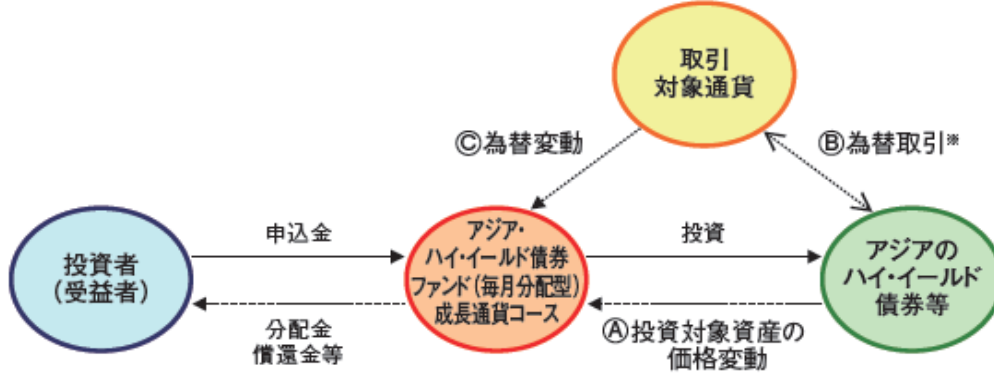 取引
対象通貨
Ⓒ為替変動
Ⓑ為替取引※
投資者
（受益者）
申込金
アジア・
ハイ・イールド債券
ファンド（毎月分配型）
成長通貨コース
投資
アジアの
ハイ・イールド
債券等
分配金
償還金等
Ⓐ投資対象資産の
価格変動